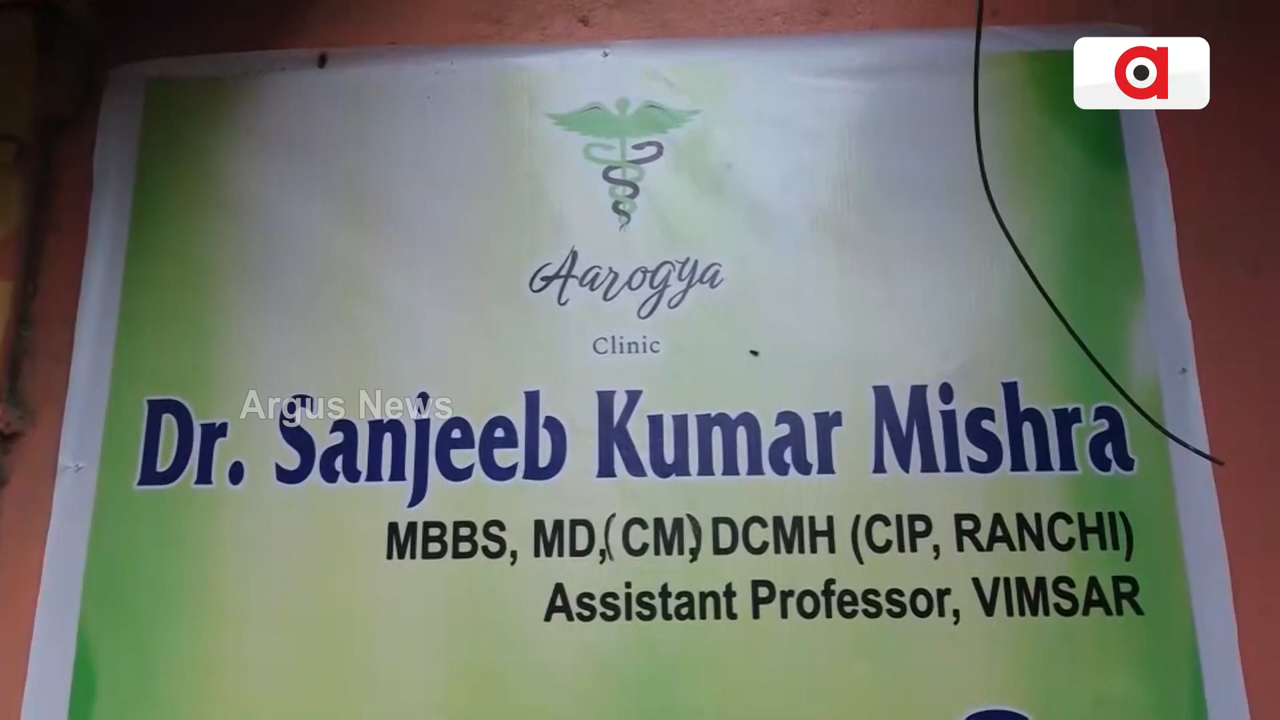 a
Aarogya
Clinic
Argus News
Dr. Sanjeeb Kumar Mishra
MBBS, MD,(CM) DCMH (CIP, RANCHI)
Assistant Professor, VIMSAR